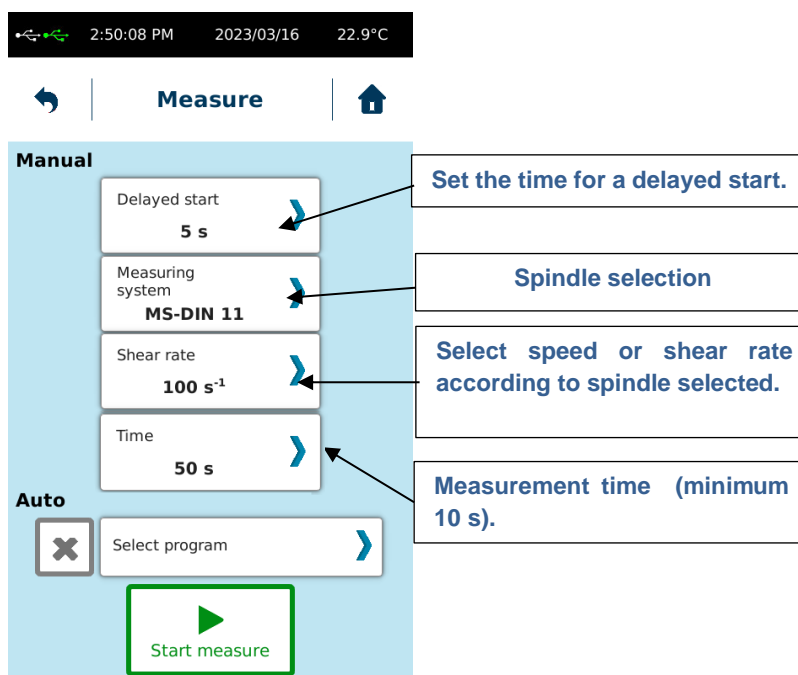 2:50:08 PM 2023/03/16 22.9°C
Measure
Manual
Delayed start
5 s
Set the time for a delayed start.
Measuring
system
MS-DIN 11
Spindle selection
Shear rate
100 s⁻¹
Select speed or shear rate
according to spindle selected.
Time
50 s
Measurement time (minimum
10 s).
Auto
Select program
Start measure